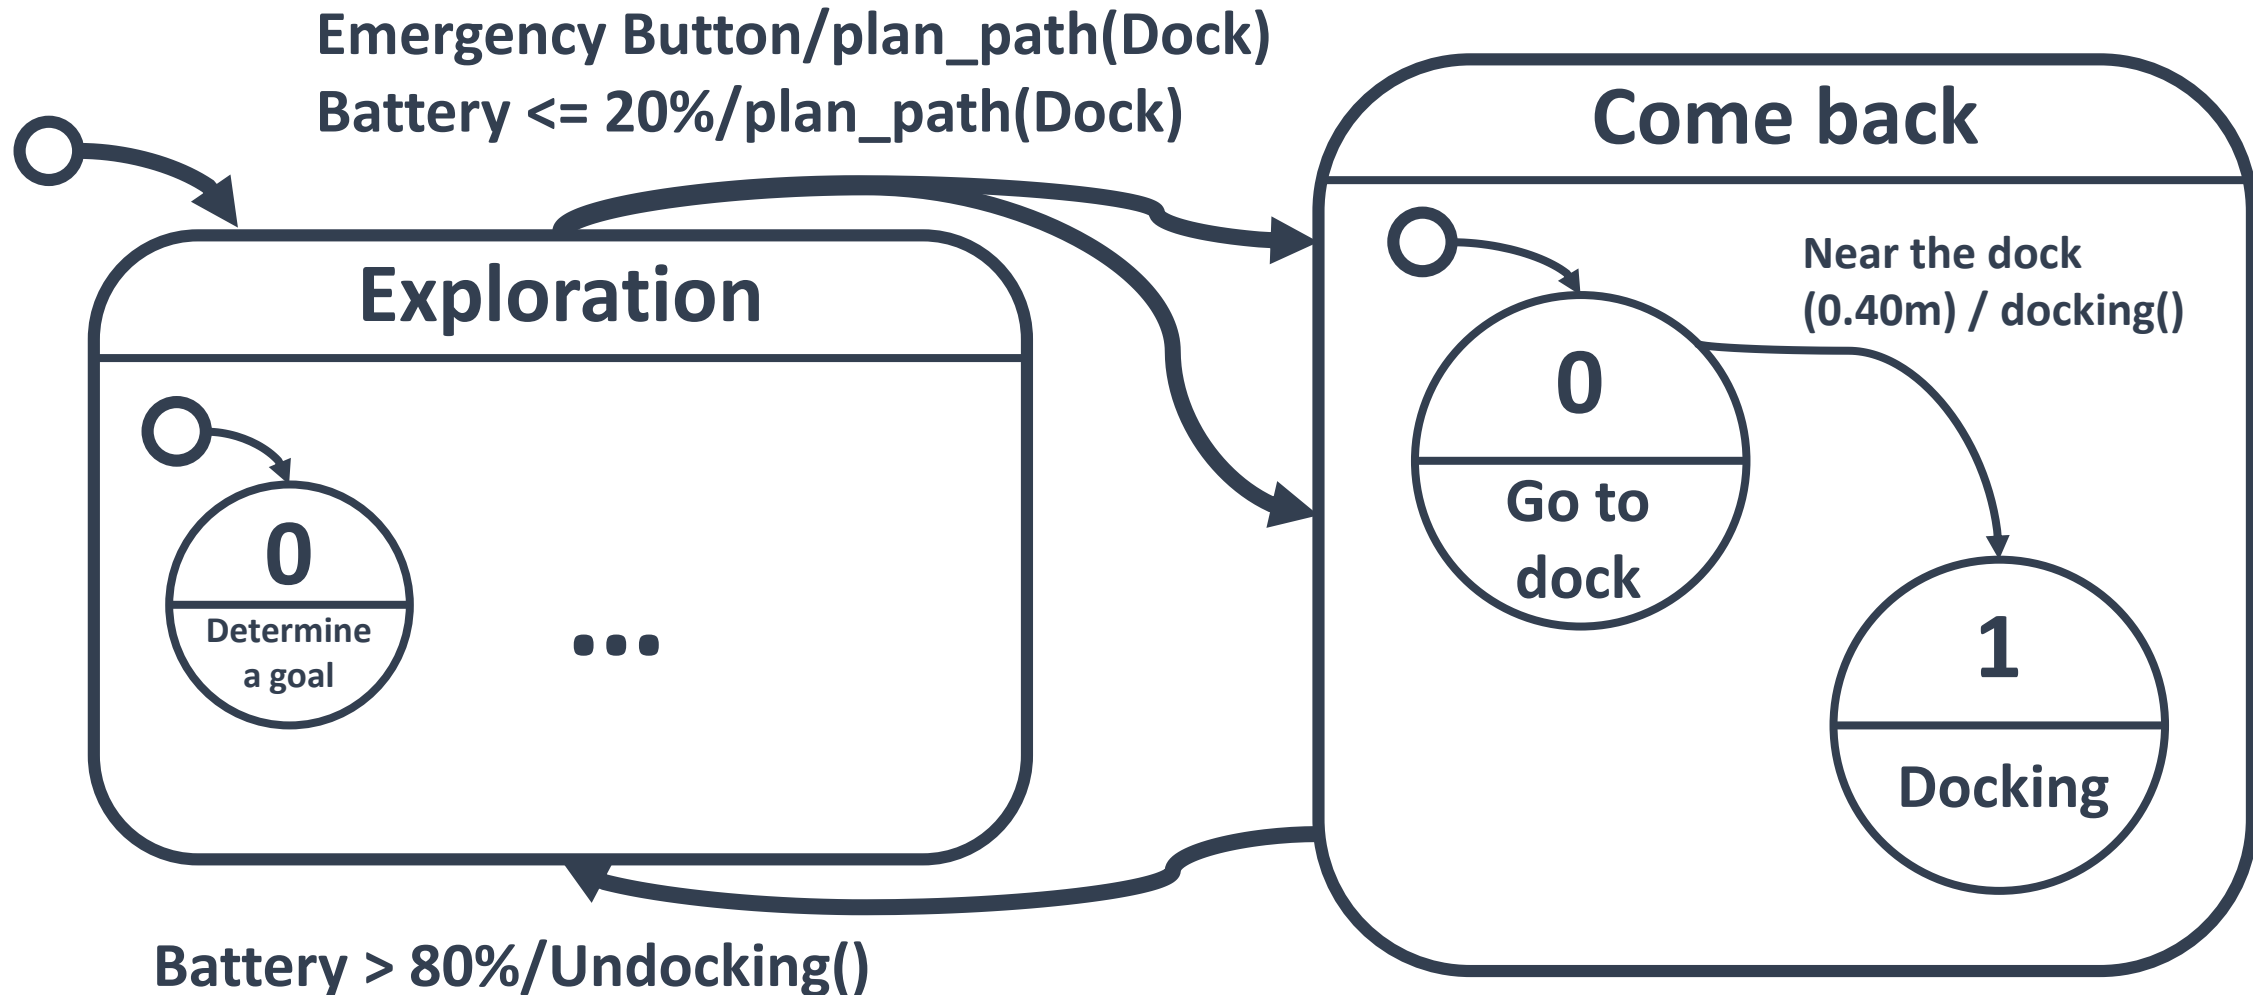 Emergency Button/plan_path(Dock)
Battery <= 20%/plan_path(Dock)
Come back
Exploration
Near the dock
(0.40m) / docking()
0
Go to
dock
0
Determine
a goal
...
1
Docking
Battery > 80%/Undocking()